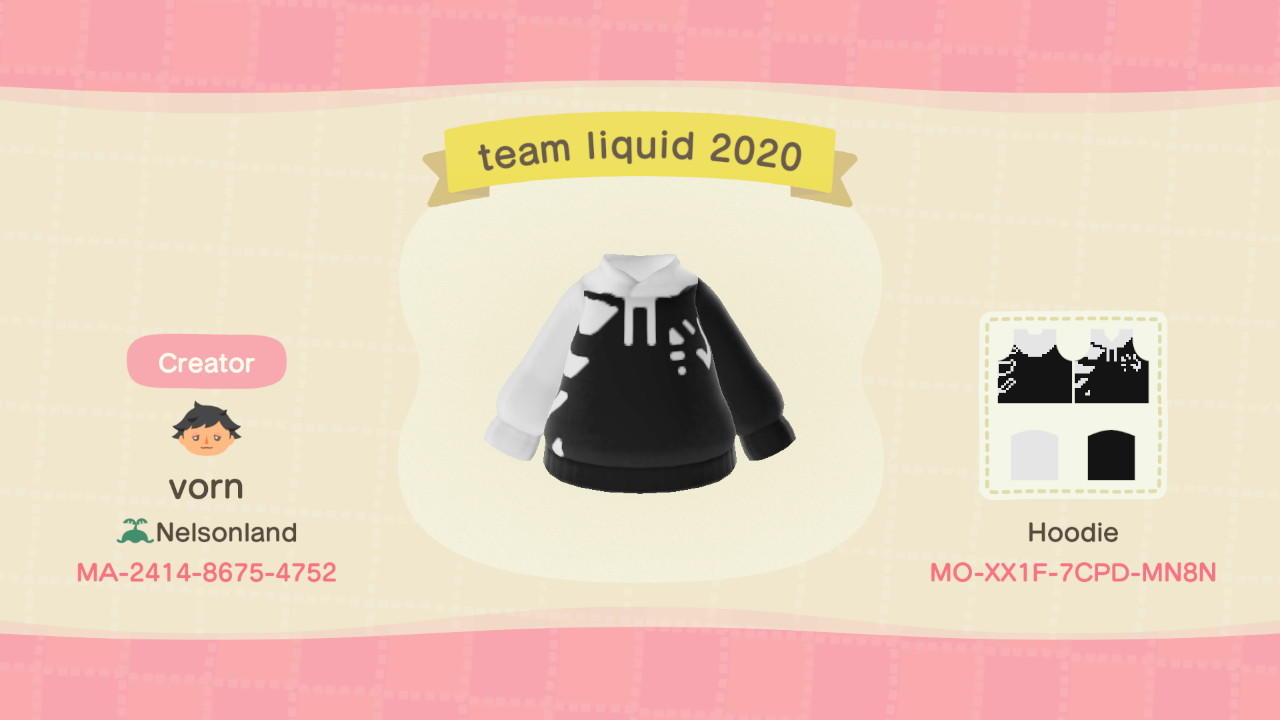 team liquid 2020
Creator
vorn
Nelsonland
MA-2414-8675-4752
Hoodie
MO-XX1F-7CPD-MN8N